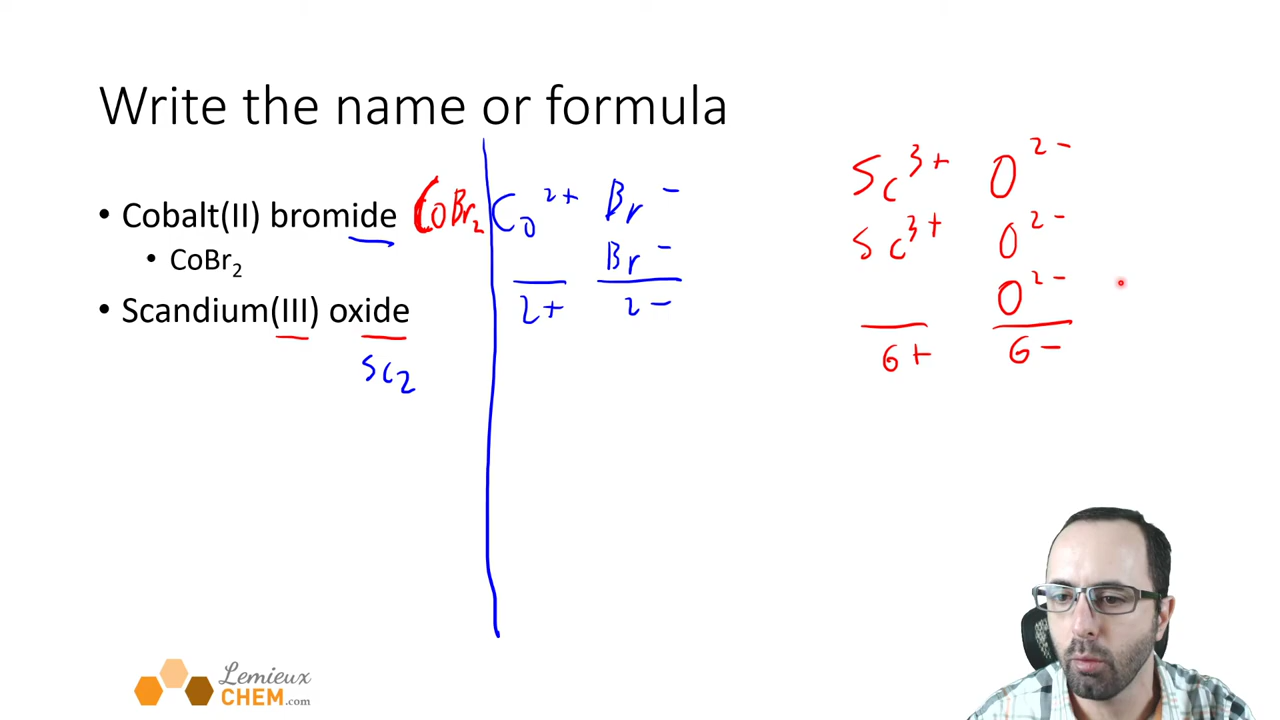 Write the name or formula
• Cobalt(II) bromide CoBr₂
• CoBr₂
• Scandium(III) oxide
Sc₂
Co²⁺ Br⁻
Br⁻
2+ 2−
Sc³⁺ O²⁻
Sc³⁺ O²⁻
O²⁻
6+ 6−
Lemieux
CHEM.com